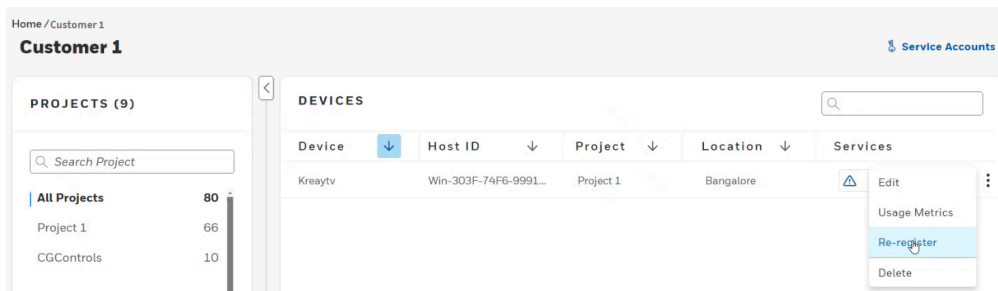 Home / Customer 1
Customer 1
Service Accounts
PROJECTS (9)
Search Project
All Projects 80
Project 1 66
CGControls 10
DEVICES
Device Host ID Project Location Services
Kreaytv Win-303F-74F6-9991... Project 1 Bangalore
Edit
Usage Metrics
Re-register
Delete